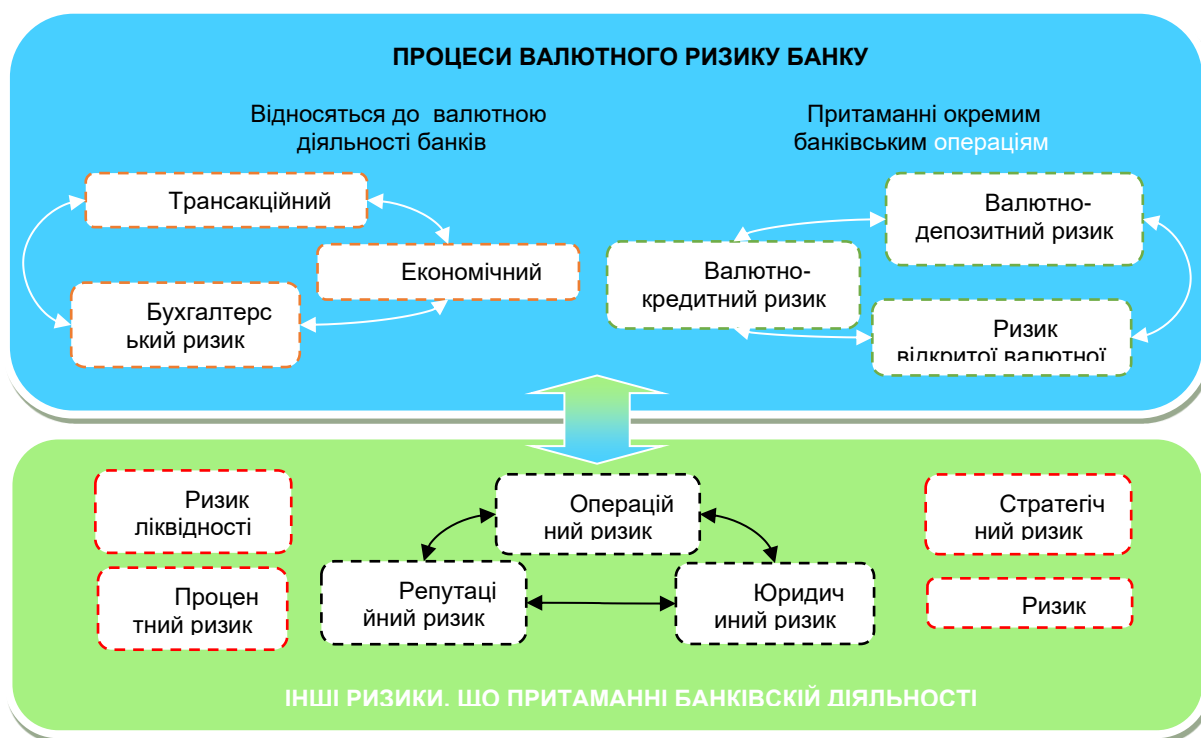 ПРОЦЕСИ ВАЛЮТНОГО РИЗИКУ БАНКУ
Відносяться до валютною
діяльності банків
Притаманні окремим
банківським операціям
Трансакційний
Економічний
Бухгалтерс
ький ризик
Валютно-
депозитний ризик
Валютно-
кредитний ризик
Ризик
відкритої валютної
Ризик
ліквідності
Процен
тний ризик
Операцій
ний ризик
Репутаці
йний ризик
Юридич
иний ризик
Стратегіч
ний ризик
Ризик
ІНШІ РИЗИКИ, ЩО ПРИТАМАННІ БАНКІВСКІЙ ДІЯЛЬНОСТІ